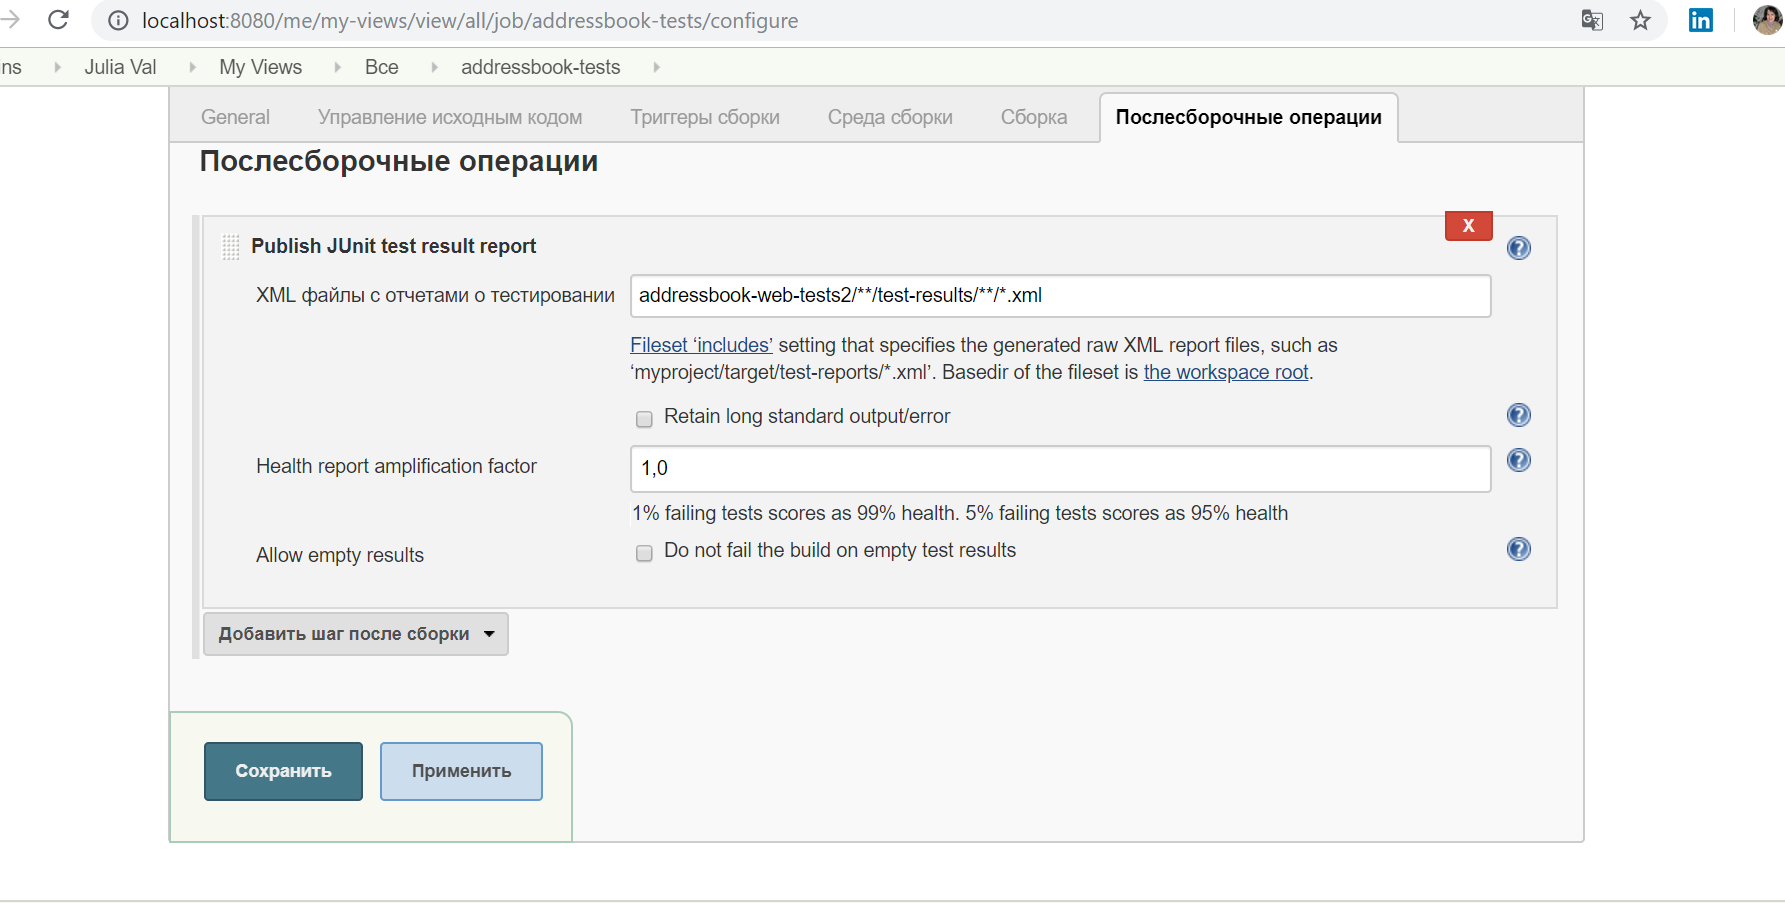 localhost:8080/me/my-views/view/all/job/addressbook-tests/configure
in
ns Julia Val My Views Все addressbook-tests
General Управление исходным кодом Триггеры сборки Среда сборки Сборка Послесборочные операции
Послесборочные операции
X
Publish JUnit test result report
XML файлы с отчетами о тестировании addressbook-web-tests2/**/test-results/**/*.xml
Fileset ‘includes’ setting that specifies the generated raw XML report files, such as
‘myproject/target/test-reports/*.xml’. Basedir of the fileset is the workspace root.
Retain long standard output/error
Health report amplification factor 1,0
1% failing tests scores as 99% health. 5% failing tests scores as 95% health
Allow empty results Do not fail the build on empty test results
Добавить шаг после сборки
Сохранить Применить